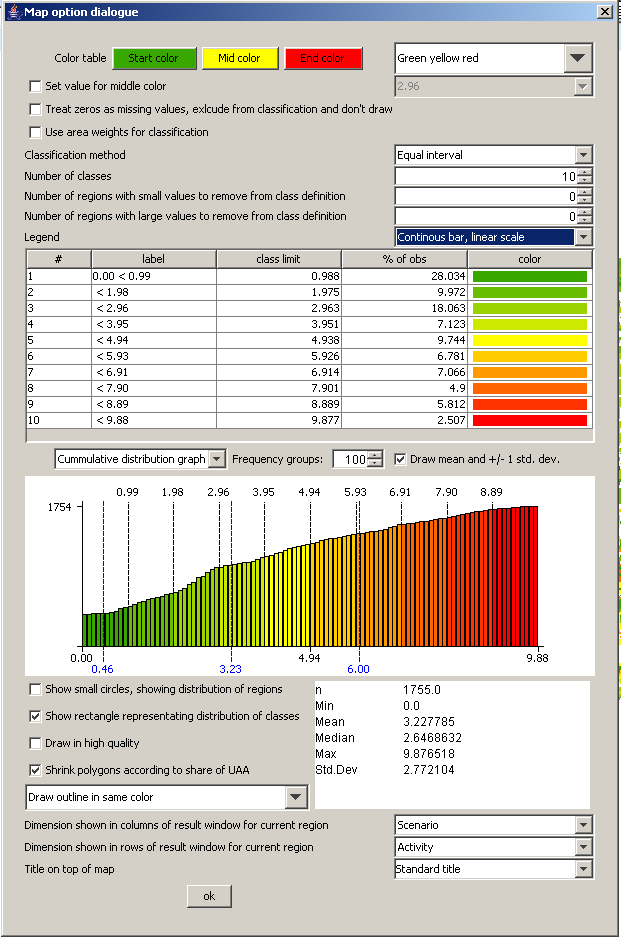 Map option dialogue
Color table Start color Mid color End color Green yellow red
Set value for middle color 2.96
Treat zeros as missing values, exlcude from classification and don't draw
Use area weights for classification
Classification method Equal interval
Number of classes 10
Number of regions with small values to remove from class definition 0
Number of regions with large values to remove from class definition 0
Legend Continous bar, linear scale
# label class limit % of obs color
1 0.00 < 0.99 0.988 28.034
2 < 1.98 1.975 9.972
3 < 2.96 2.963 18.063
4 < 3.95 3.951 7.123
5 < 4.94 4.938 9.744
6 < 5.93 5.926 6.781
7 < 6.91 6.914 7.066
8 < 7.90 7.901 4.9
9 < 8.89 8.889 5.812
10 < 9.88 9.877 2.507
Cummulative distribution graph Frequency groups: 100 Draw mean and +/- 1 std. dev.
0.99 1.98 2.96 3.95 4.94 5.93 6.91 7.90 8.89
1754
0.00 4.94 9.88
0.46 3.23 6.00
Show small circles, showing distribution of regions
Show rectangle representating distribution of classes
Draw in high quality
Shrink polygons according to share of UAA
Draw outline in same color
n 1755.0
Min 0.0
Mean 3.227785
Median 2.6468632
Max 9.876518
Std.Dev 2.772104
Dimension shown in columns of result window for current region Scenario
Dimension shown in rows of result window for current region Activity
Title on top of map Standard title
ok